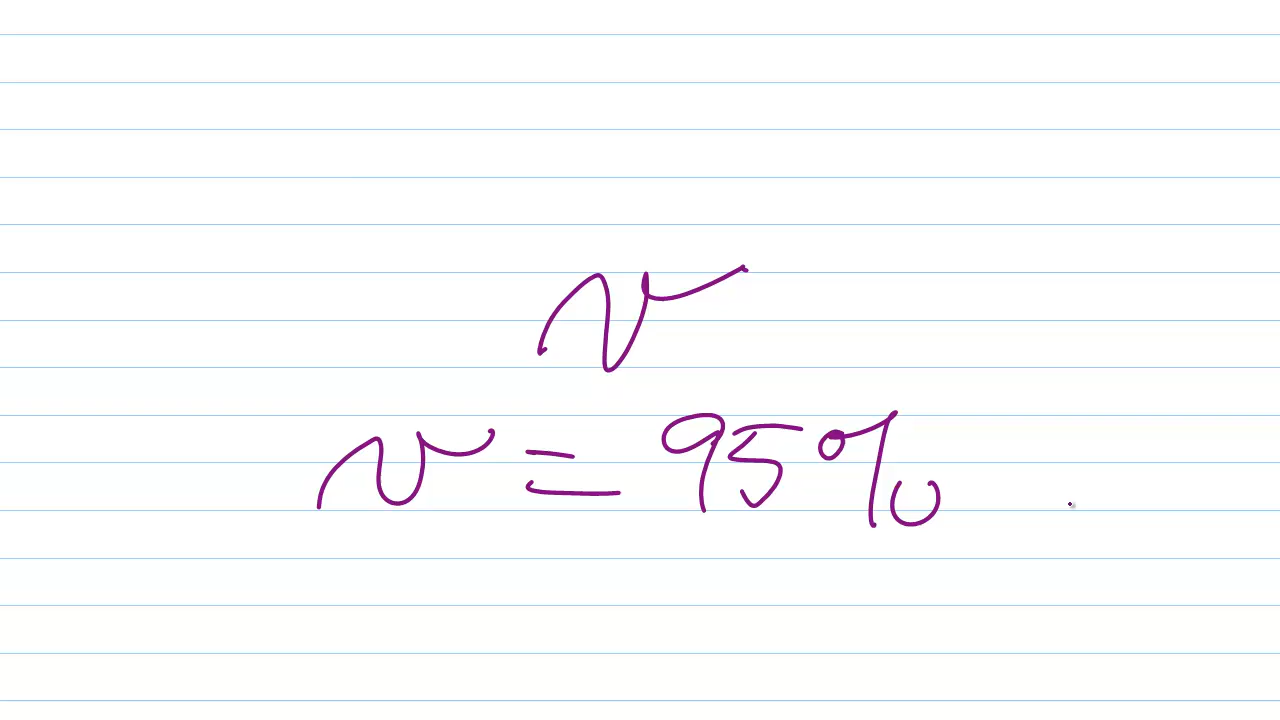 v
v = 95%